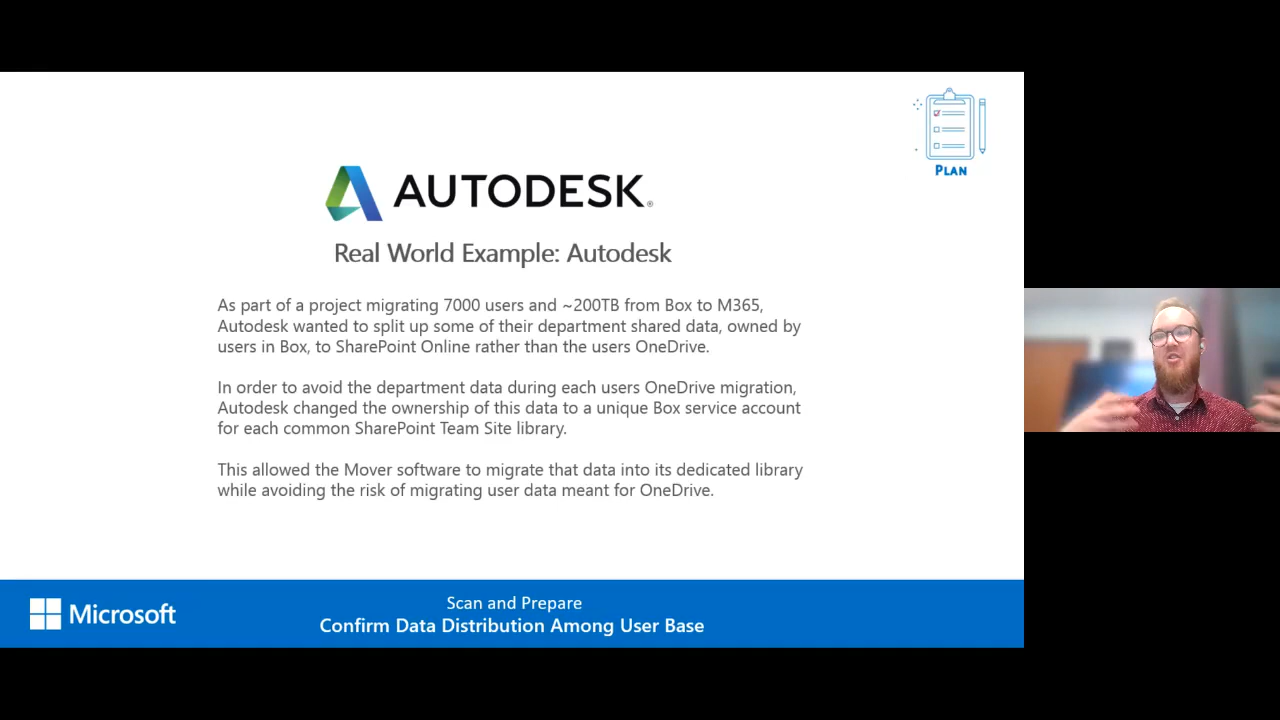 PLAN
AUTODESK®
Real World Example: Autodesk
As part of a project migrating 7000 users and ~200TB from Box to M365,
Autodesk wanted to split up some of their department shared data, owned by
users in Box, to SharePoint Online rather than the users OneDrive.
In order to avoid the department data during each users OneDrive migration,
Autodesk changed the ownership of this data to a unique Box service account
for each common SharePoint Team Site library.
This allowed the Mover software to migrate that data into its dedicated library
while avoiding the risk of migrating user data meant for OneDrive.
Microsoft
Scan and Prepare
Confirm Data Distribution Among User Base